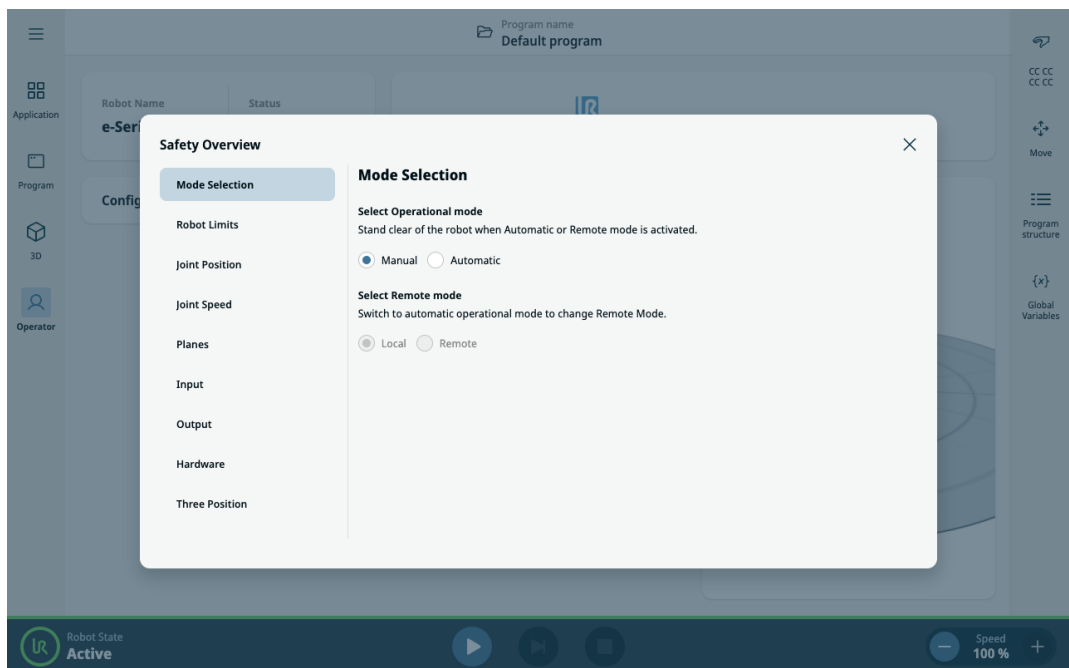 Program name
Default program
Application
Program
3D
Operator
Robot Name
Status
e-Seri
Config
Safety Overview
Mode Selection
Robot Limits
Joint Position
Joint Speed
Planes
Input
Output
Hardware
Three Position
Mode Selection
Select Operational mode
Stand clear of the robot when Automatic or Remote mode is activated.
Manual Automatic
Select Remote mode
Switch to automatic operational mode to change Remote Mode.
Local Remote
CC CC
CC CC
Move
Program
structure
{x}
Global
Variables
Robot State
Active
Speed
100 %